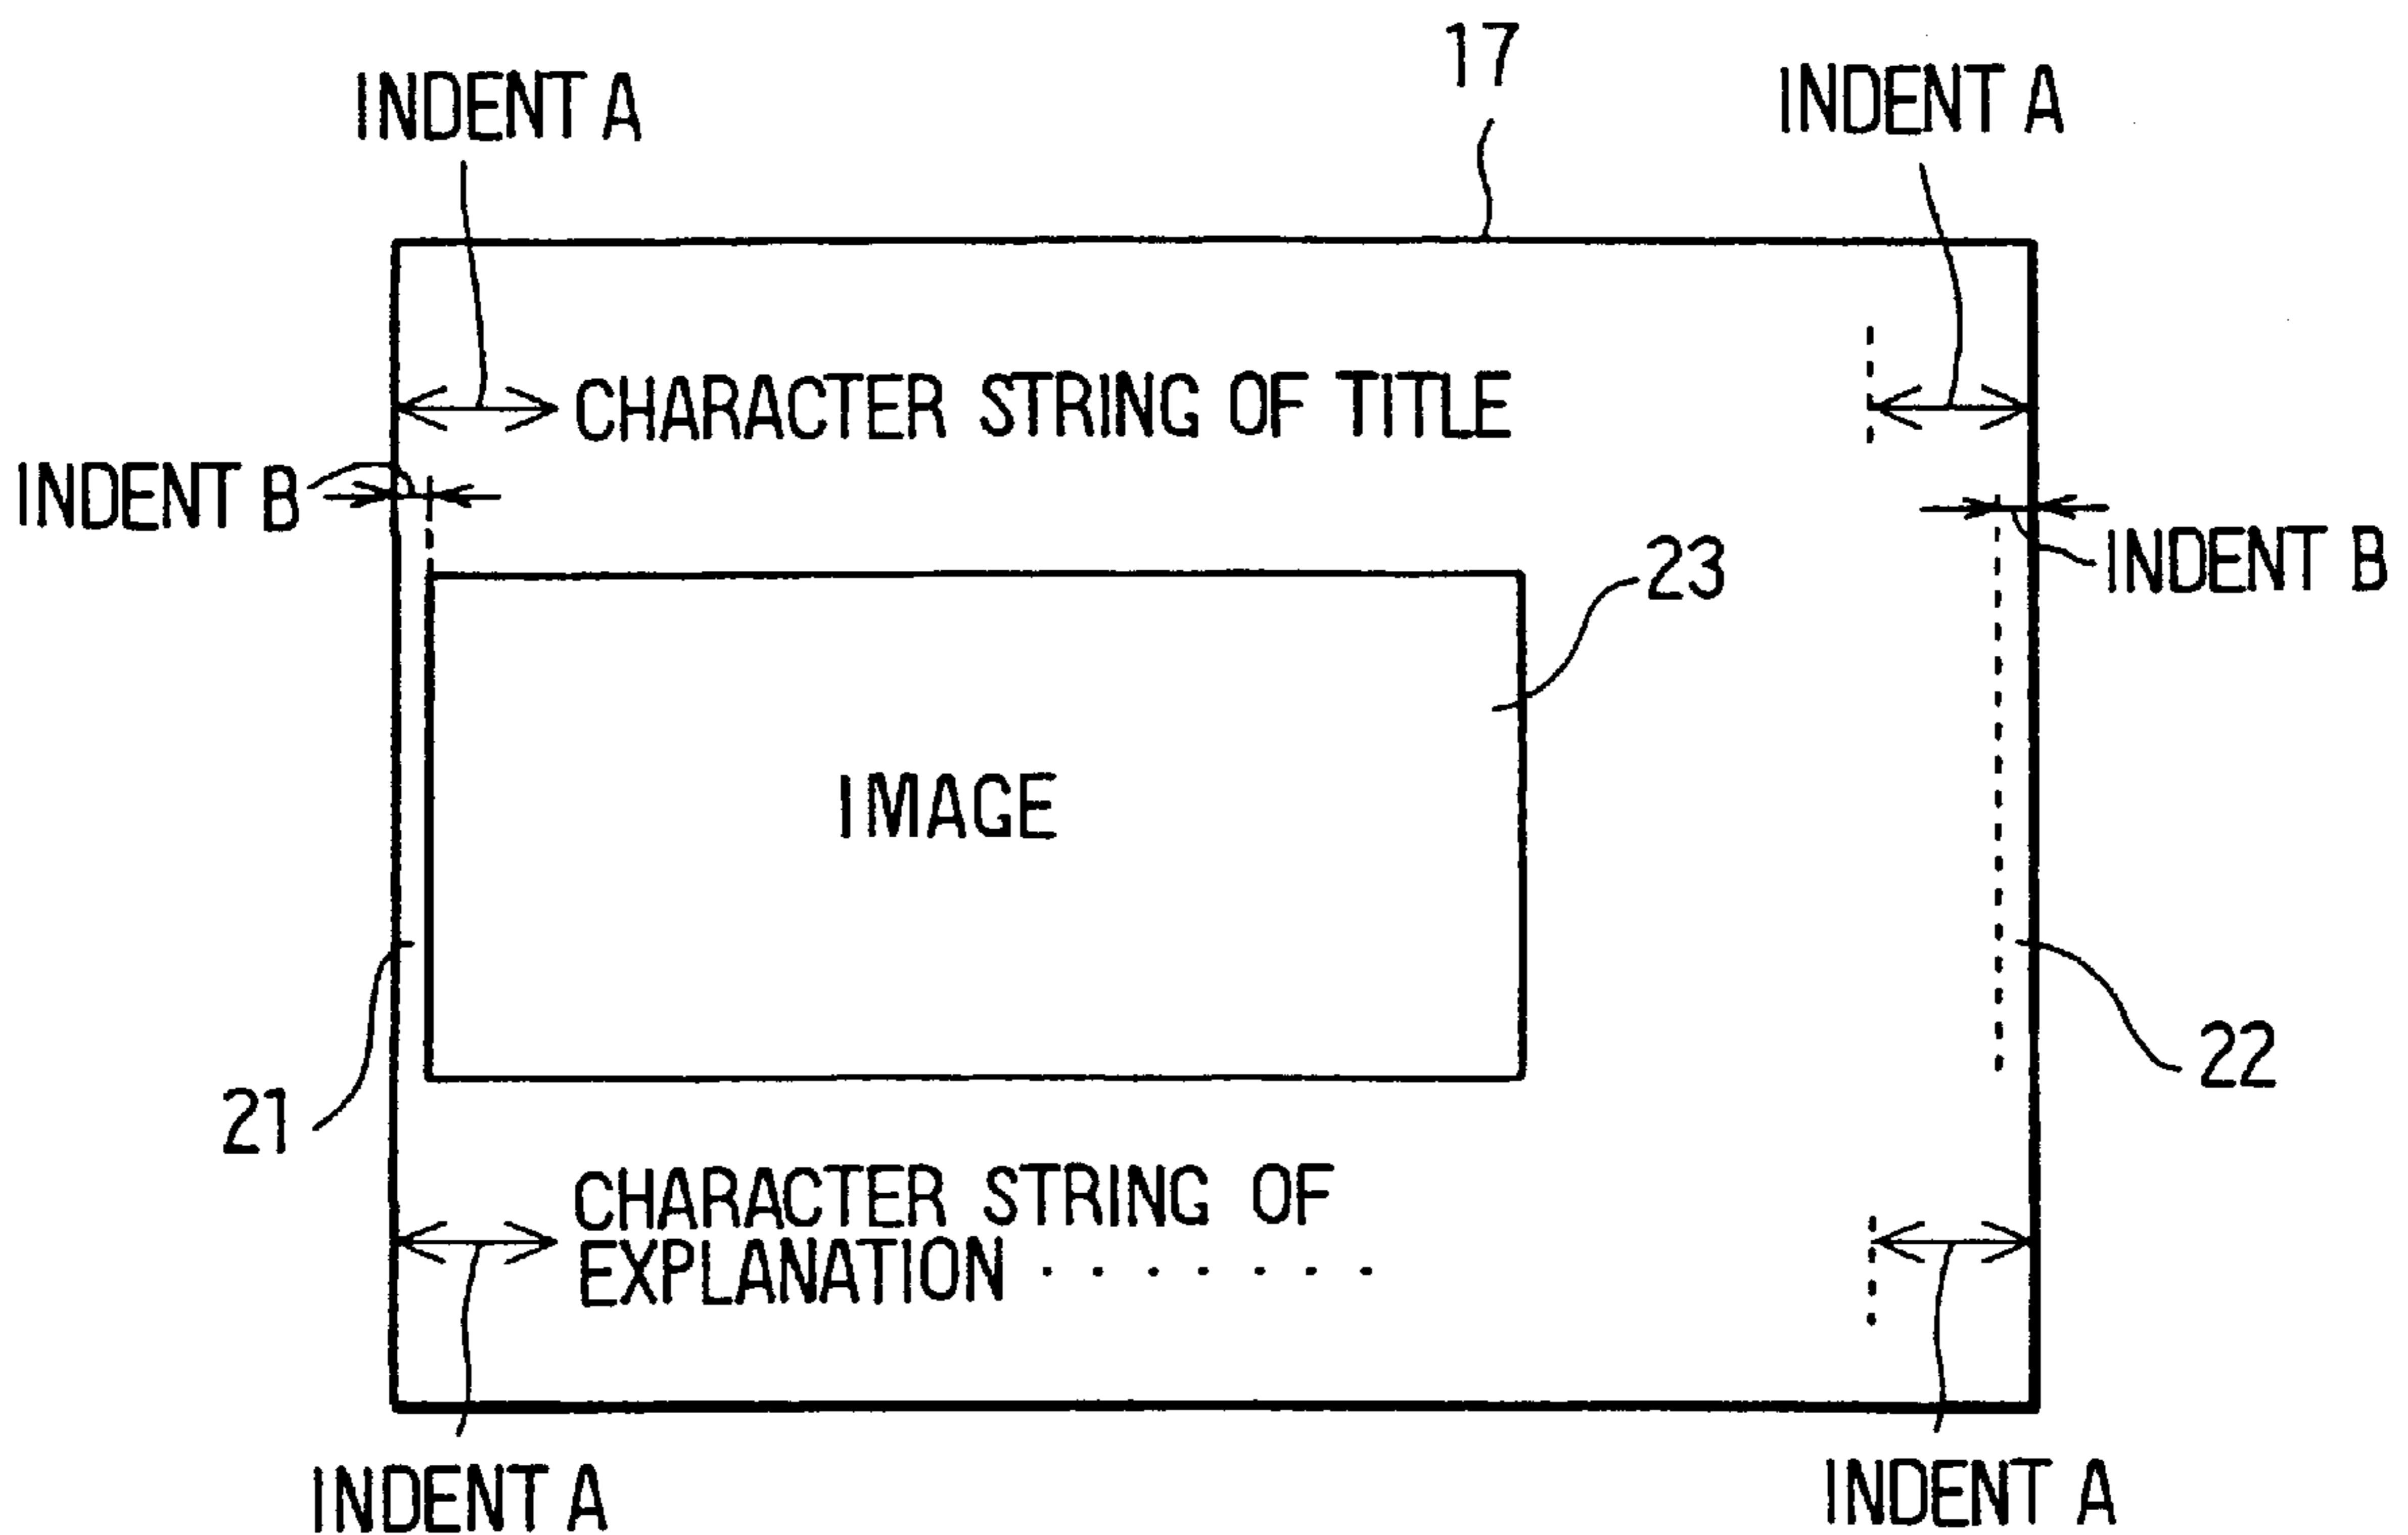 17
INDENT A
INDENT A
CHARACTER STRING OF TITLE
INDENT B
INDENT B
23
IMAGE
21
22
CHARACTER STRING OF
EXPLANATION · · · · · · ·
INDENT A
INDENT A